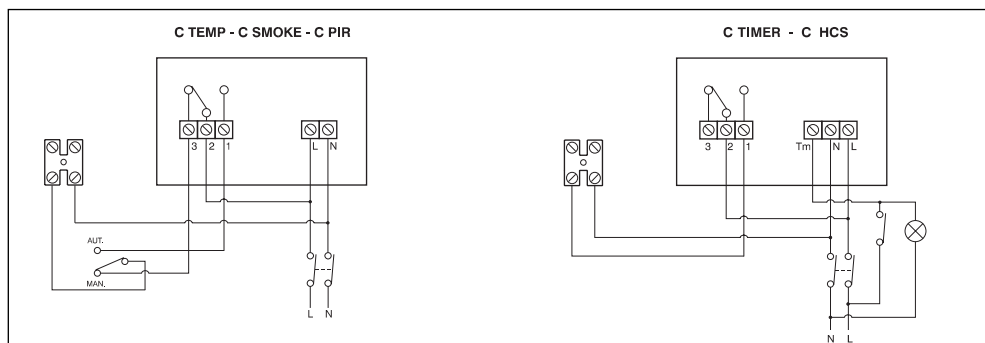 C TEMP - C SMOKE - C PIR
3 2 1
L N
AUT.
MAN.
L N
C TIMER - C HCS
3 2 1
Tm N L
N L